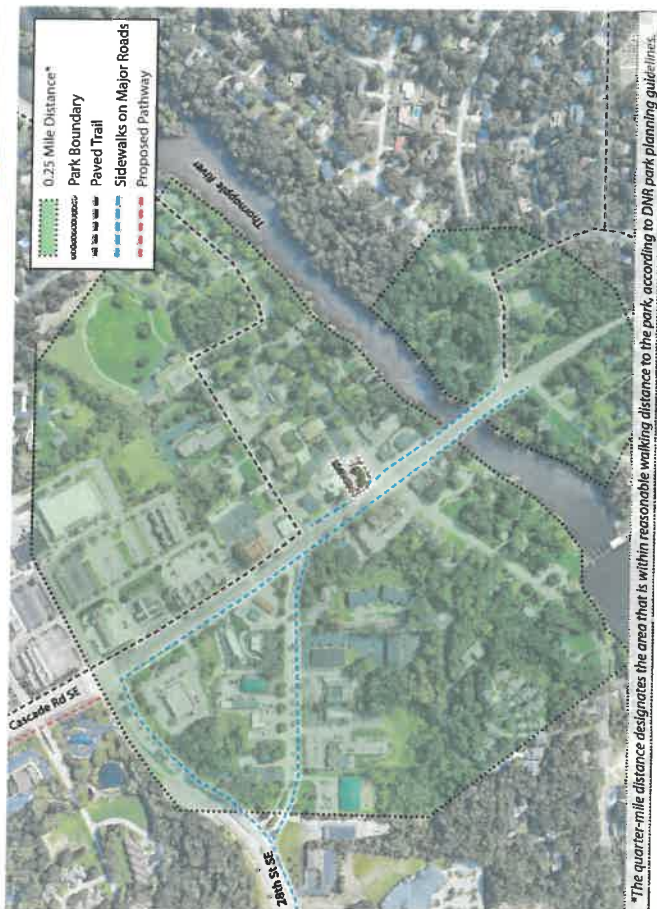 0.25 Mile Distance*
Park Boundary
Paved Trail
Sidewalks on Major Roads
Proposed Pathway
Thornapple River
Cascade Rd SE
28th St SE
*The quarter-mile distance designates the area that is within reasonable walking distance to the park, according to DNR park planning guidelines.